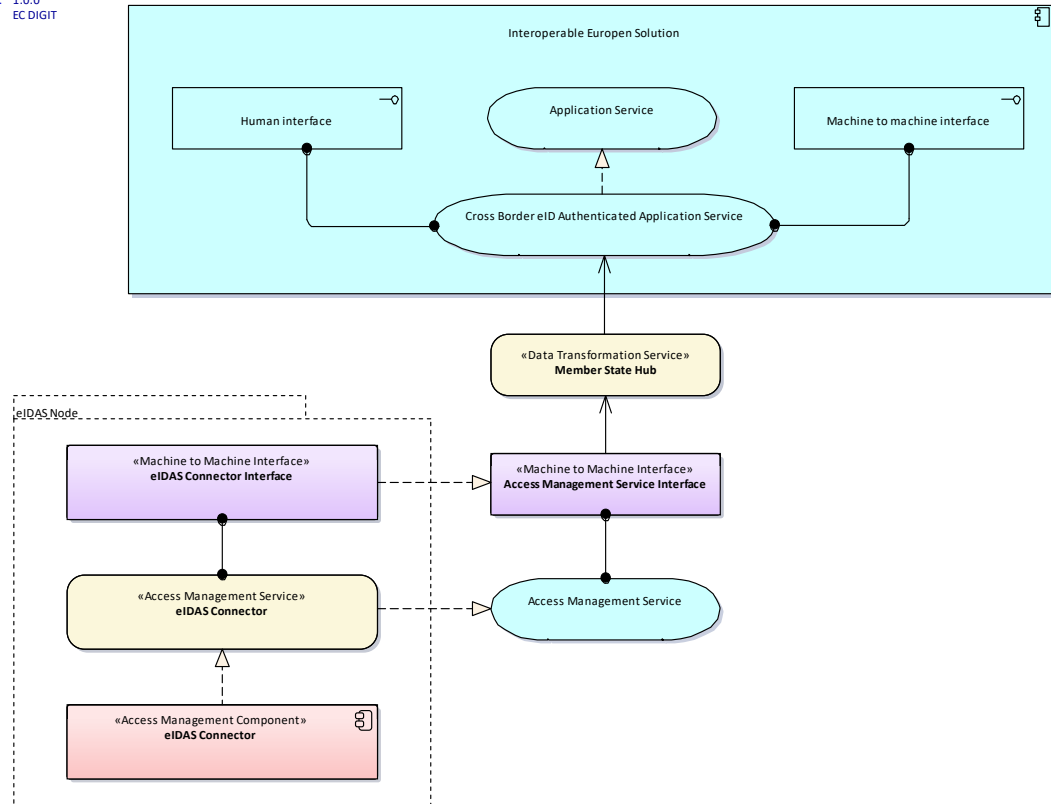 1.0.0
EC DIGIT
Interoperable Europen Solution
Human interface
Application Service
Machine to machine interface
Cross Border eID Authenticated Application Service
«Data Transformation Service»
Member State Hub
eIDAS Node
«Machine to Machine Interface»
eIDAS Connector Interface
«Machine to Machine Interface»
Access Management Service Interface
«Access Management Service»
eIDAS Connector
Access Management Service
«Access Management Component»
eIDAS Connector